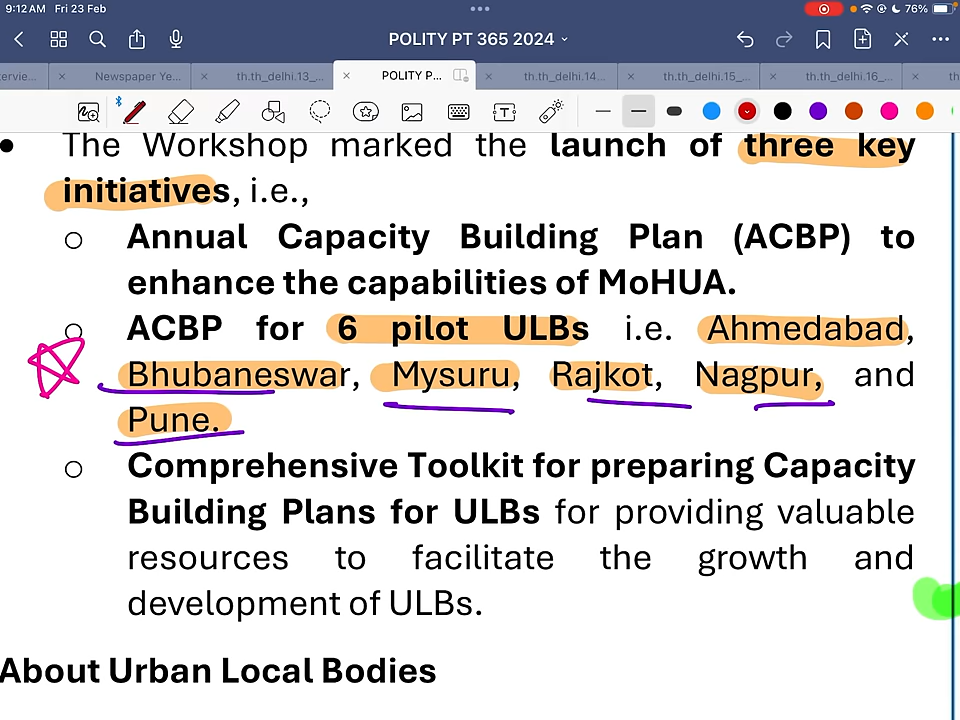 9:12 AM Fri 23 Feb
76%
POLITY PT 365 2024
Newspaper Ye...
th.th_delhi.13_...
POLITY P...
th.th_delhi.14...
th.th_delhi.15_...
th.th_delhi.16_...
The Workshop marked the launch of three key
initiatives, i.e.,
Annual Capacity Building Plan (ACBP) to
enhance the capabilities of MoHUA.
ACBP for 6 pilot ULBs i.e. Ahmedabad,
Bhubaneswar, Mysuru, Rajkot, Nagpur, and
Pune.
Comprehensive Toolkit for preparing Capacity
Building Plans for ULBs for providing valuable
resources to facilitate the growth and
development of ULBs.
About Urban Local Bodies